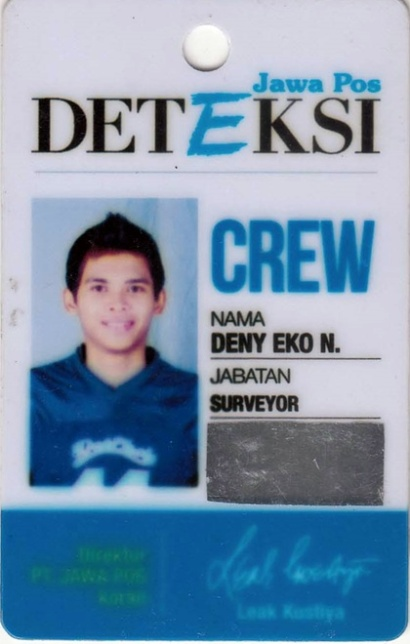 Jawa Pos
DETEKSI
CREW
NAMA
DENY EKO N.
JABATAN
SURVEYOR
Direktur
PT. JAWA POS
Koran
Leak Kustiya